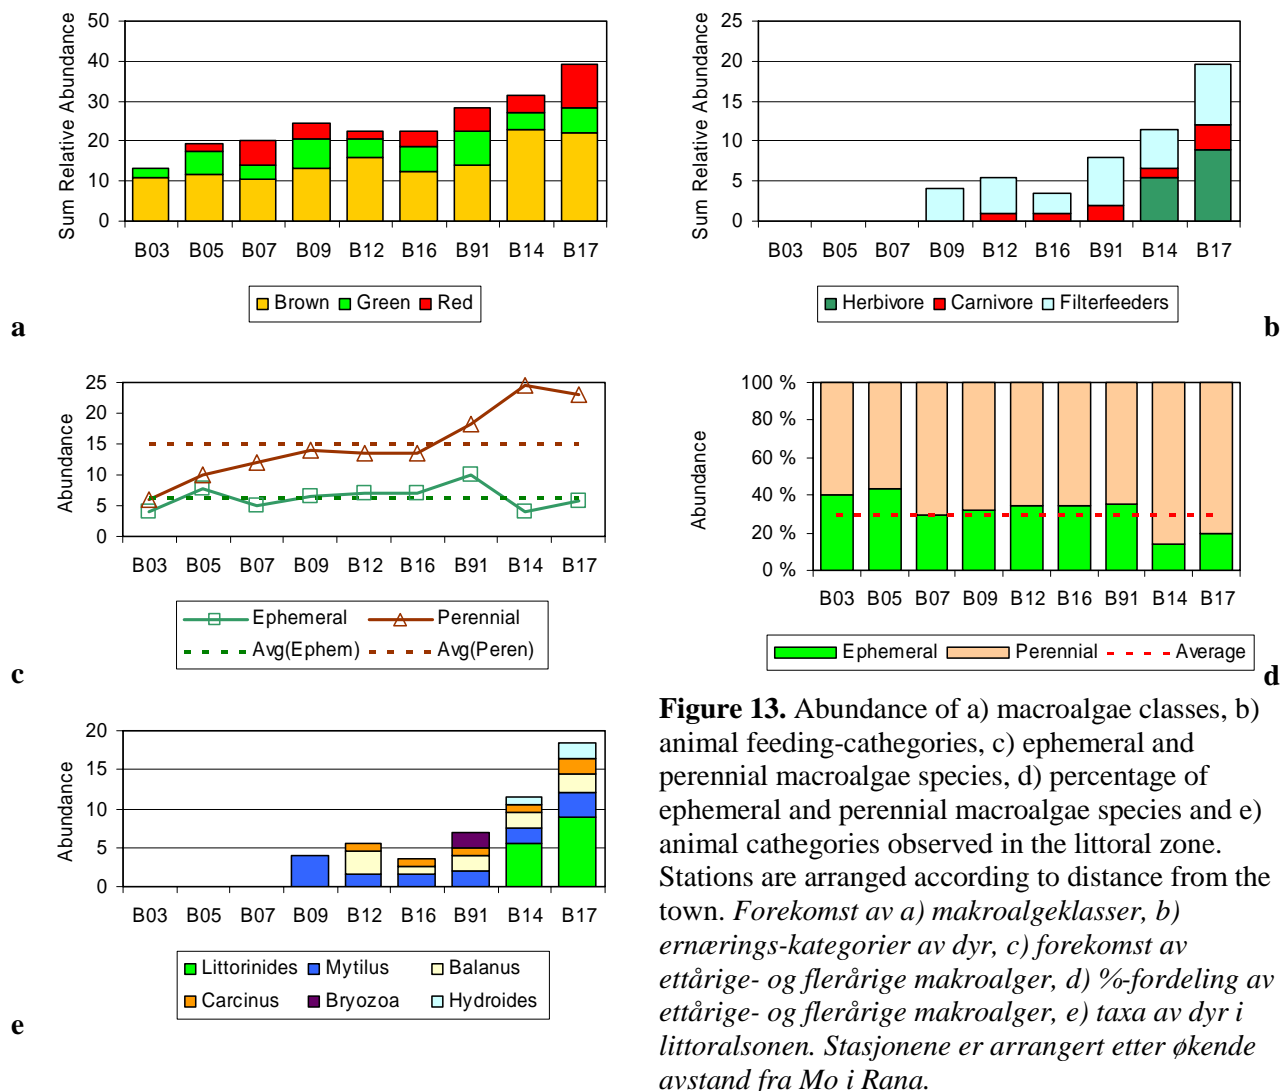 50
40
30
20
10
0
Sum Relative Abundance
B03 B05 B07 B09 B12 B16 B91 B14 B17
Brown Green Red
a
25
20
15
10
5
0
Sum Relative Abundance
B03 B05 B07 B09 B12 B16 B91 B14 B17
Herbivore Carnivore Filterfeeders
b
25
20
15
10
5
0
Abundance
B03 B05 B07 B09 B12 B16 B91 B14 B17
Ephemeral Perennial
Avg(Ephem) Avg(Peren)
c
100 %
80 %
60 %
40 %
20 %
0 %
Abundance
B03 B05 B07 B09 B12 B16 B91 B14 B17
Ephemeral Perennial Average
d
20
15
10
5
0
Abundance
B03 B05 B07 B09 B12 B16 B91 B14 B17
Littorinides Mytilus Balanus
Carcinus Bryozoa Hydroides
e
Figure 13. Abundance of a) macroalgae classes, b)
animal feeding-cathegories, c) ephemeral and
perennial macroalgae species, d) percentage of
ephemeral and perennial macroalgae species and e)
animal cathegories observed in the littoral zone.
Stations are arranged according to distance from the
town. Forekomst av a) makroalgeklasser, b)
ernærings-kategorier av dyr, c) forekomst av
ettårige- og flerårige makroalger, d) %-fordeling av
ettårige- og flerårige makroalger, e) taxa av dyr i
littoralsonen. Stasjonene er arrangert etter økende
avstand fra Mo i Rana.